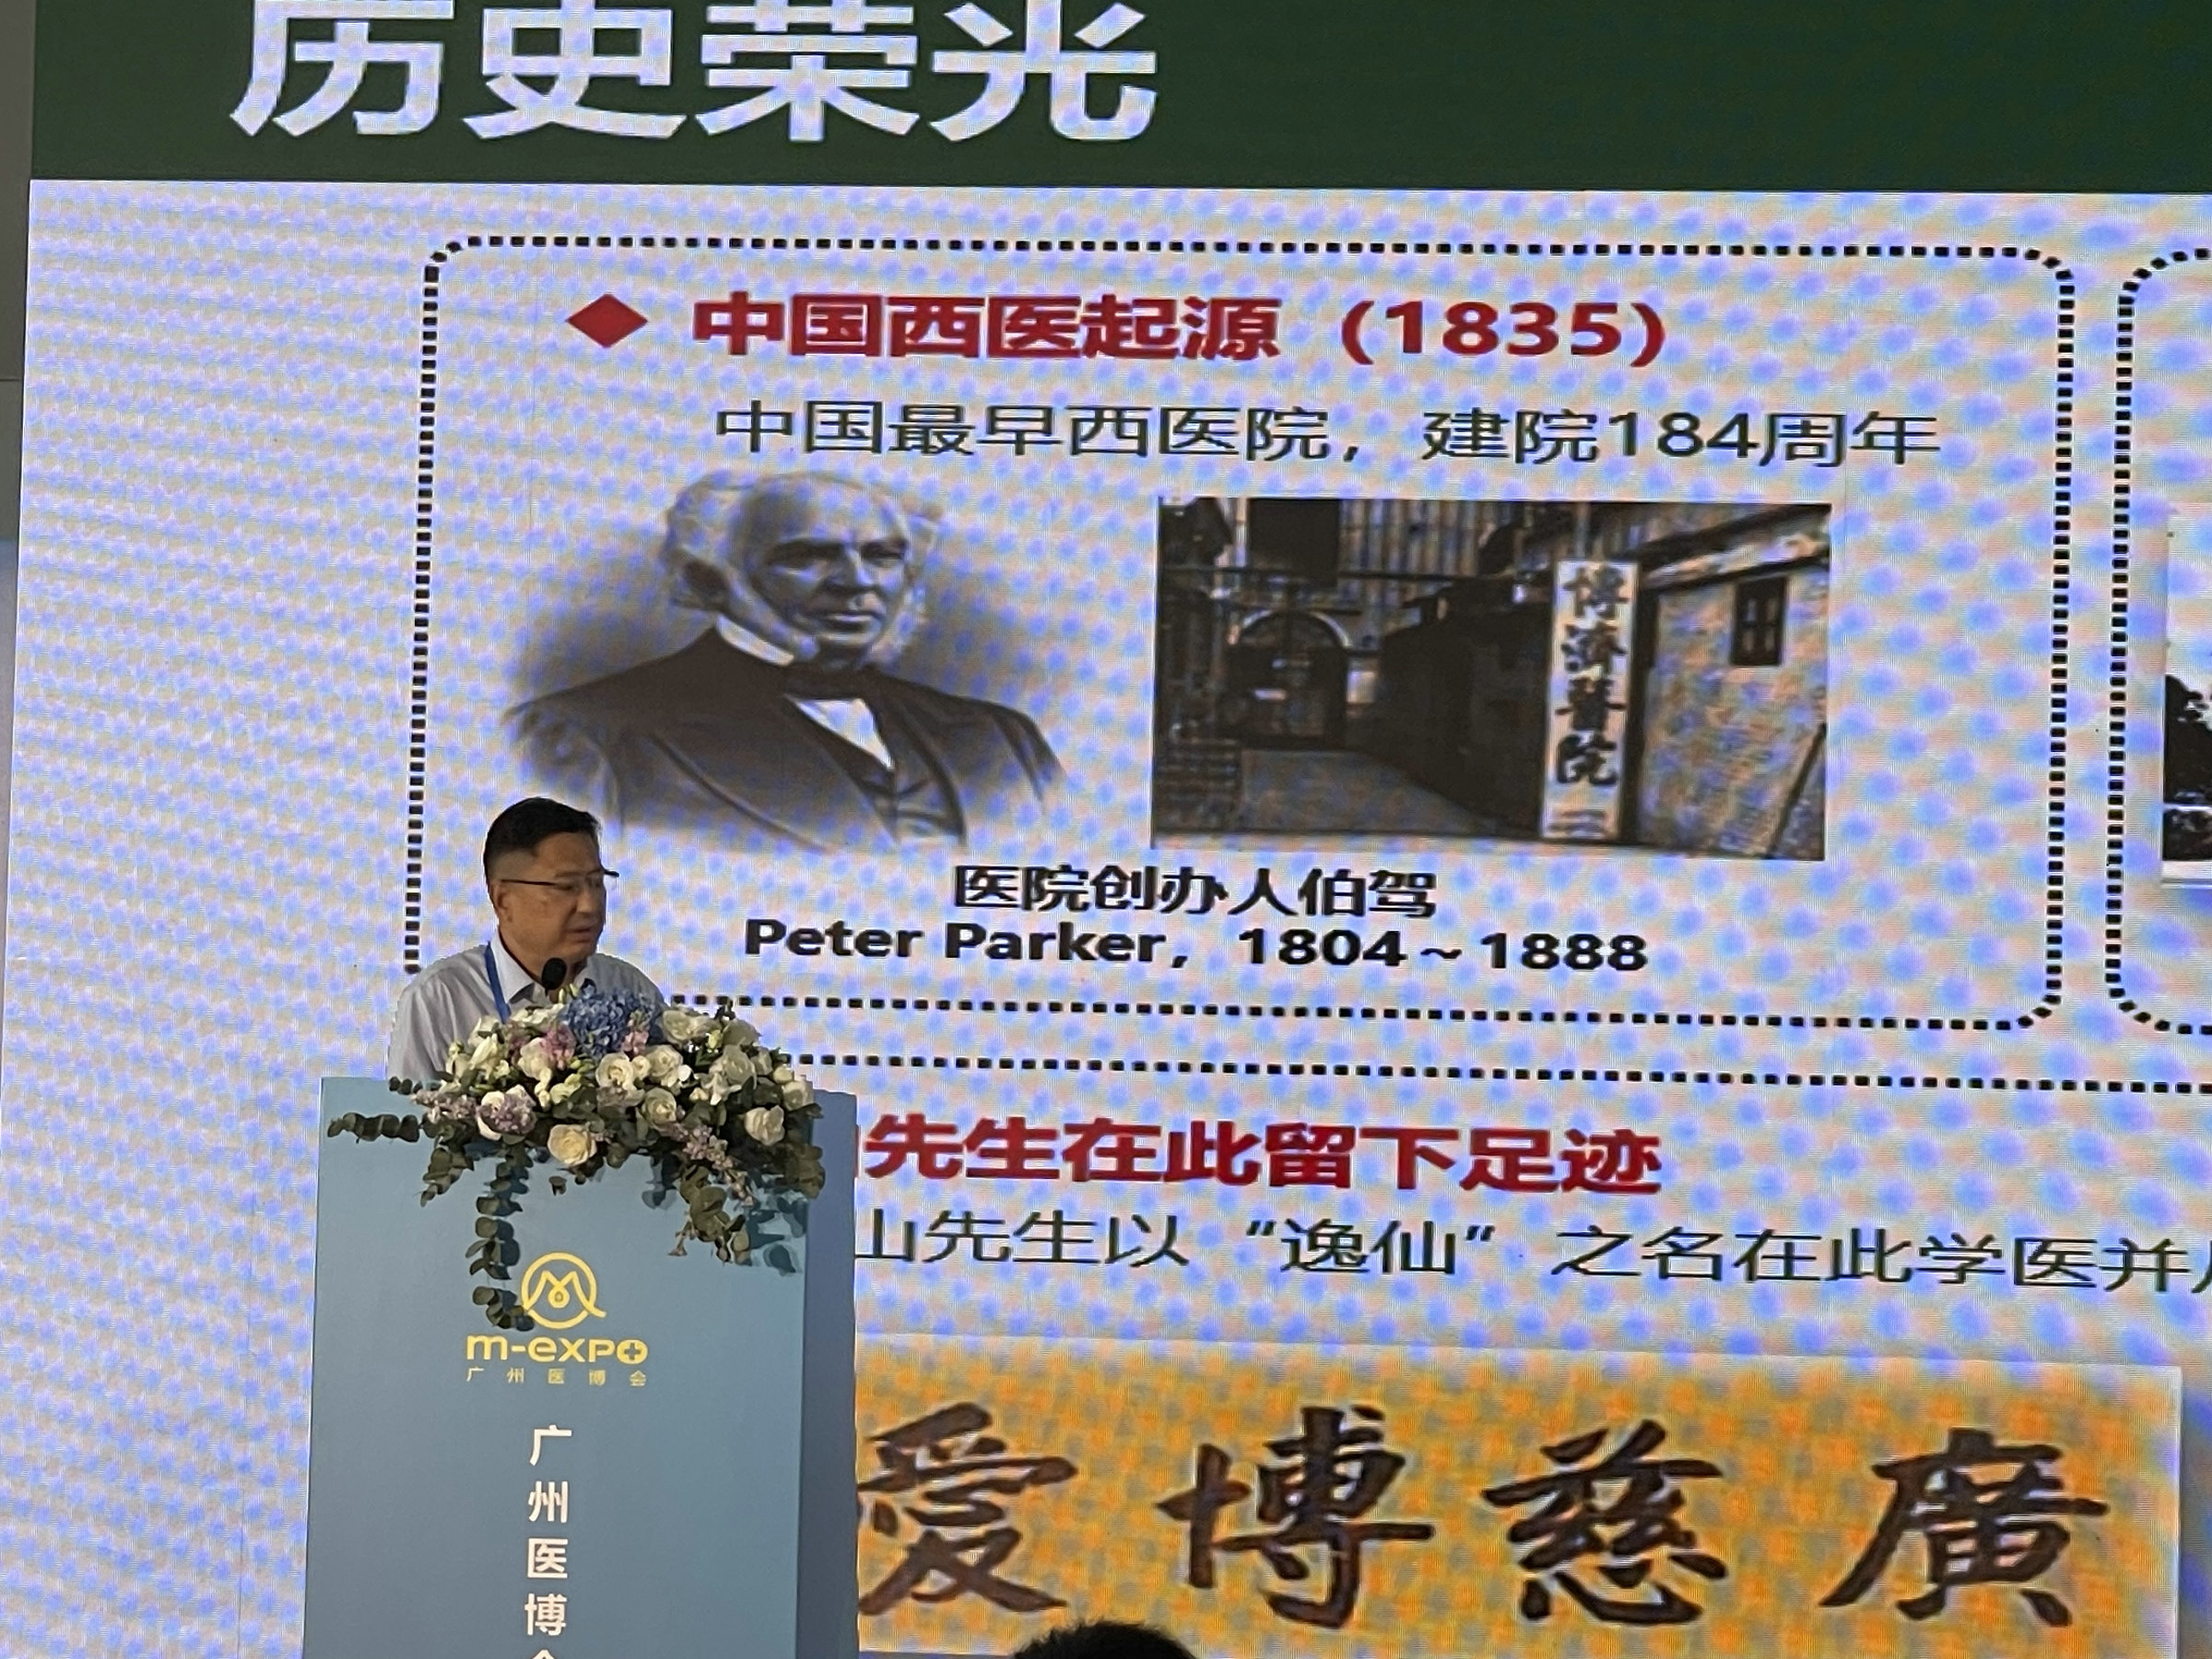 历史荣光
中国西医起源（1835）
中国最早西医院，建院184周年
博濟醫院
医院创办人伯驾
Peter Parker，1804～1888
先生在此留下足迹
山先生以“逸仙”之名在此学医并
愛博慈廣
m-expo
广州医博会
广州医博